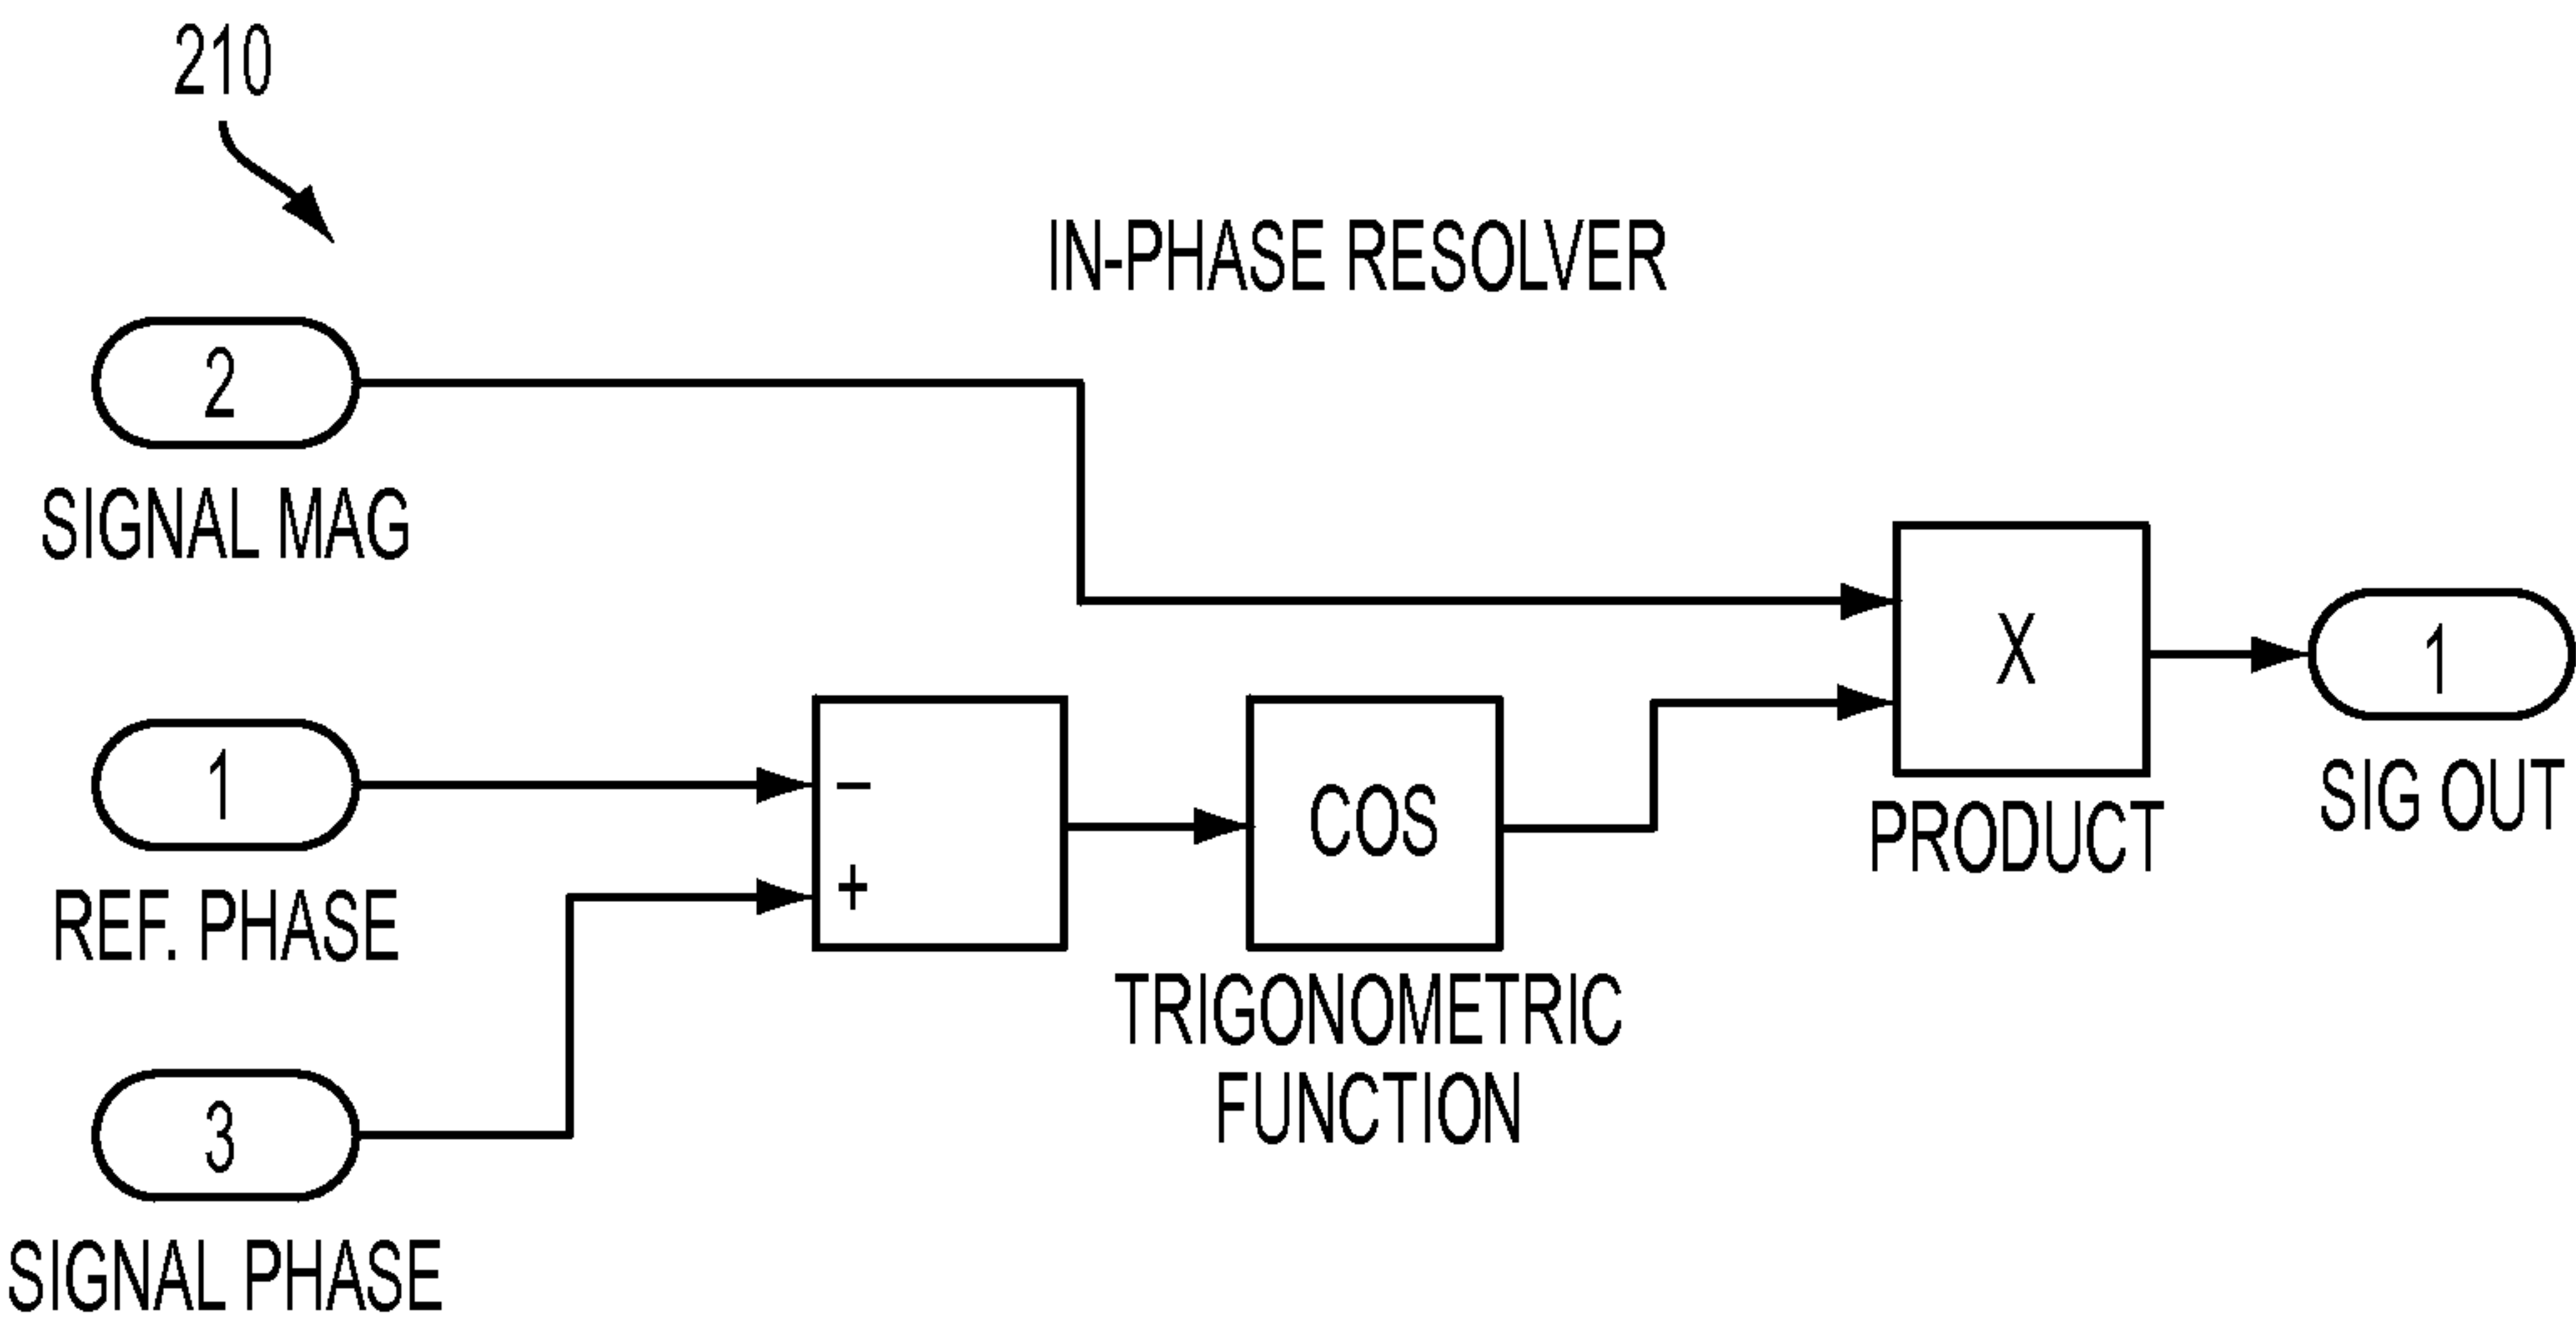 210
IN-PHASE RESOLVER
2
SIGNAL MAG
X
PRODUCT
1
SIG OUT
1
REF. PHASE
−
+
COS
TRIGONOMETRIC
FUNCTION
3
SIGNAL PHASE